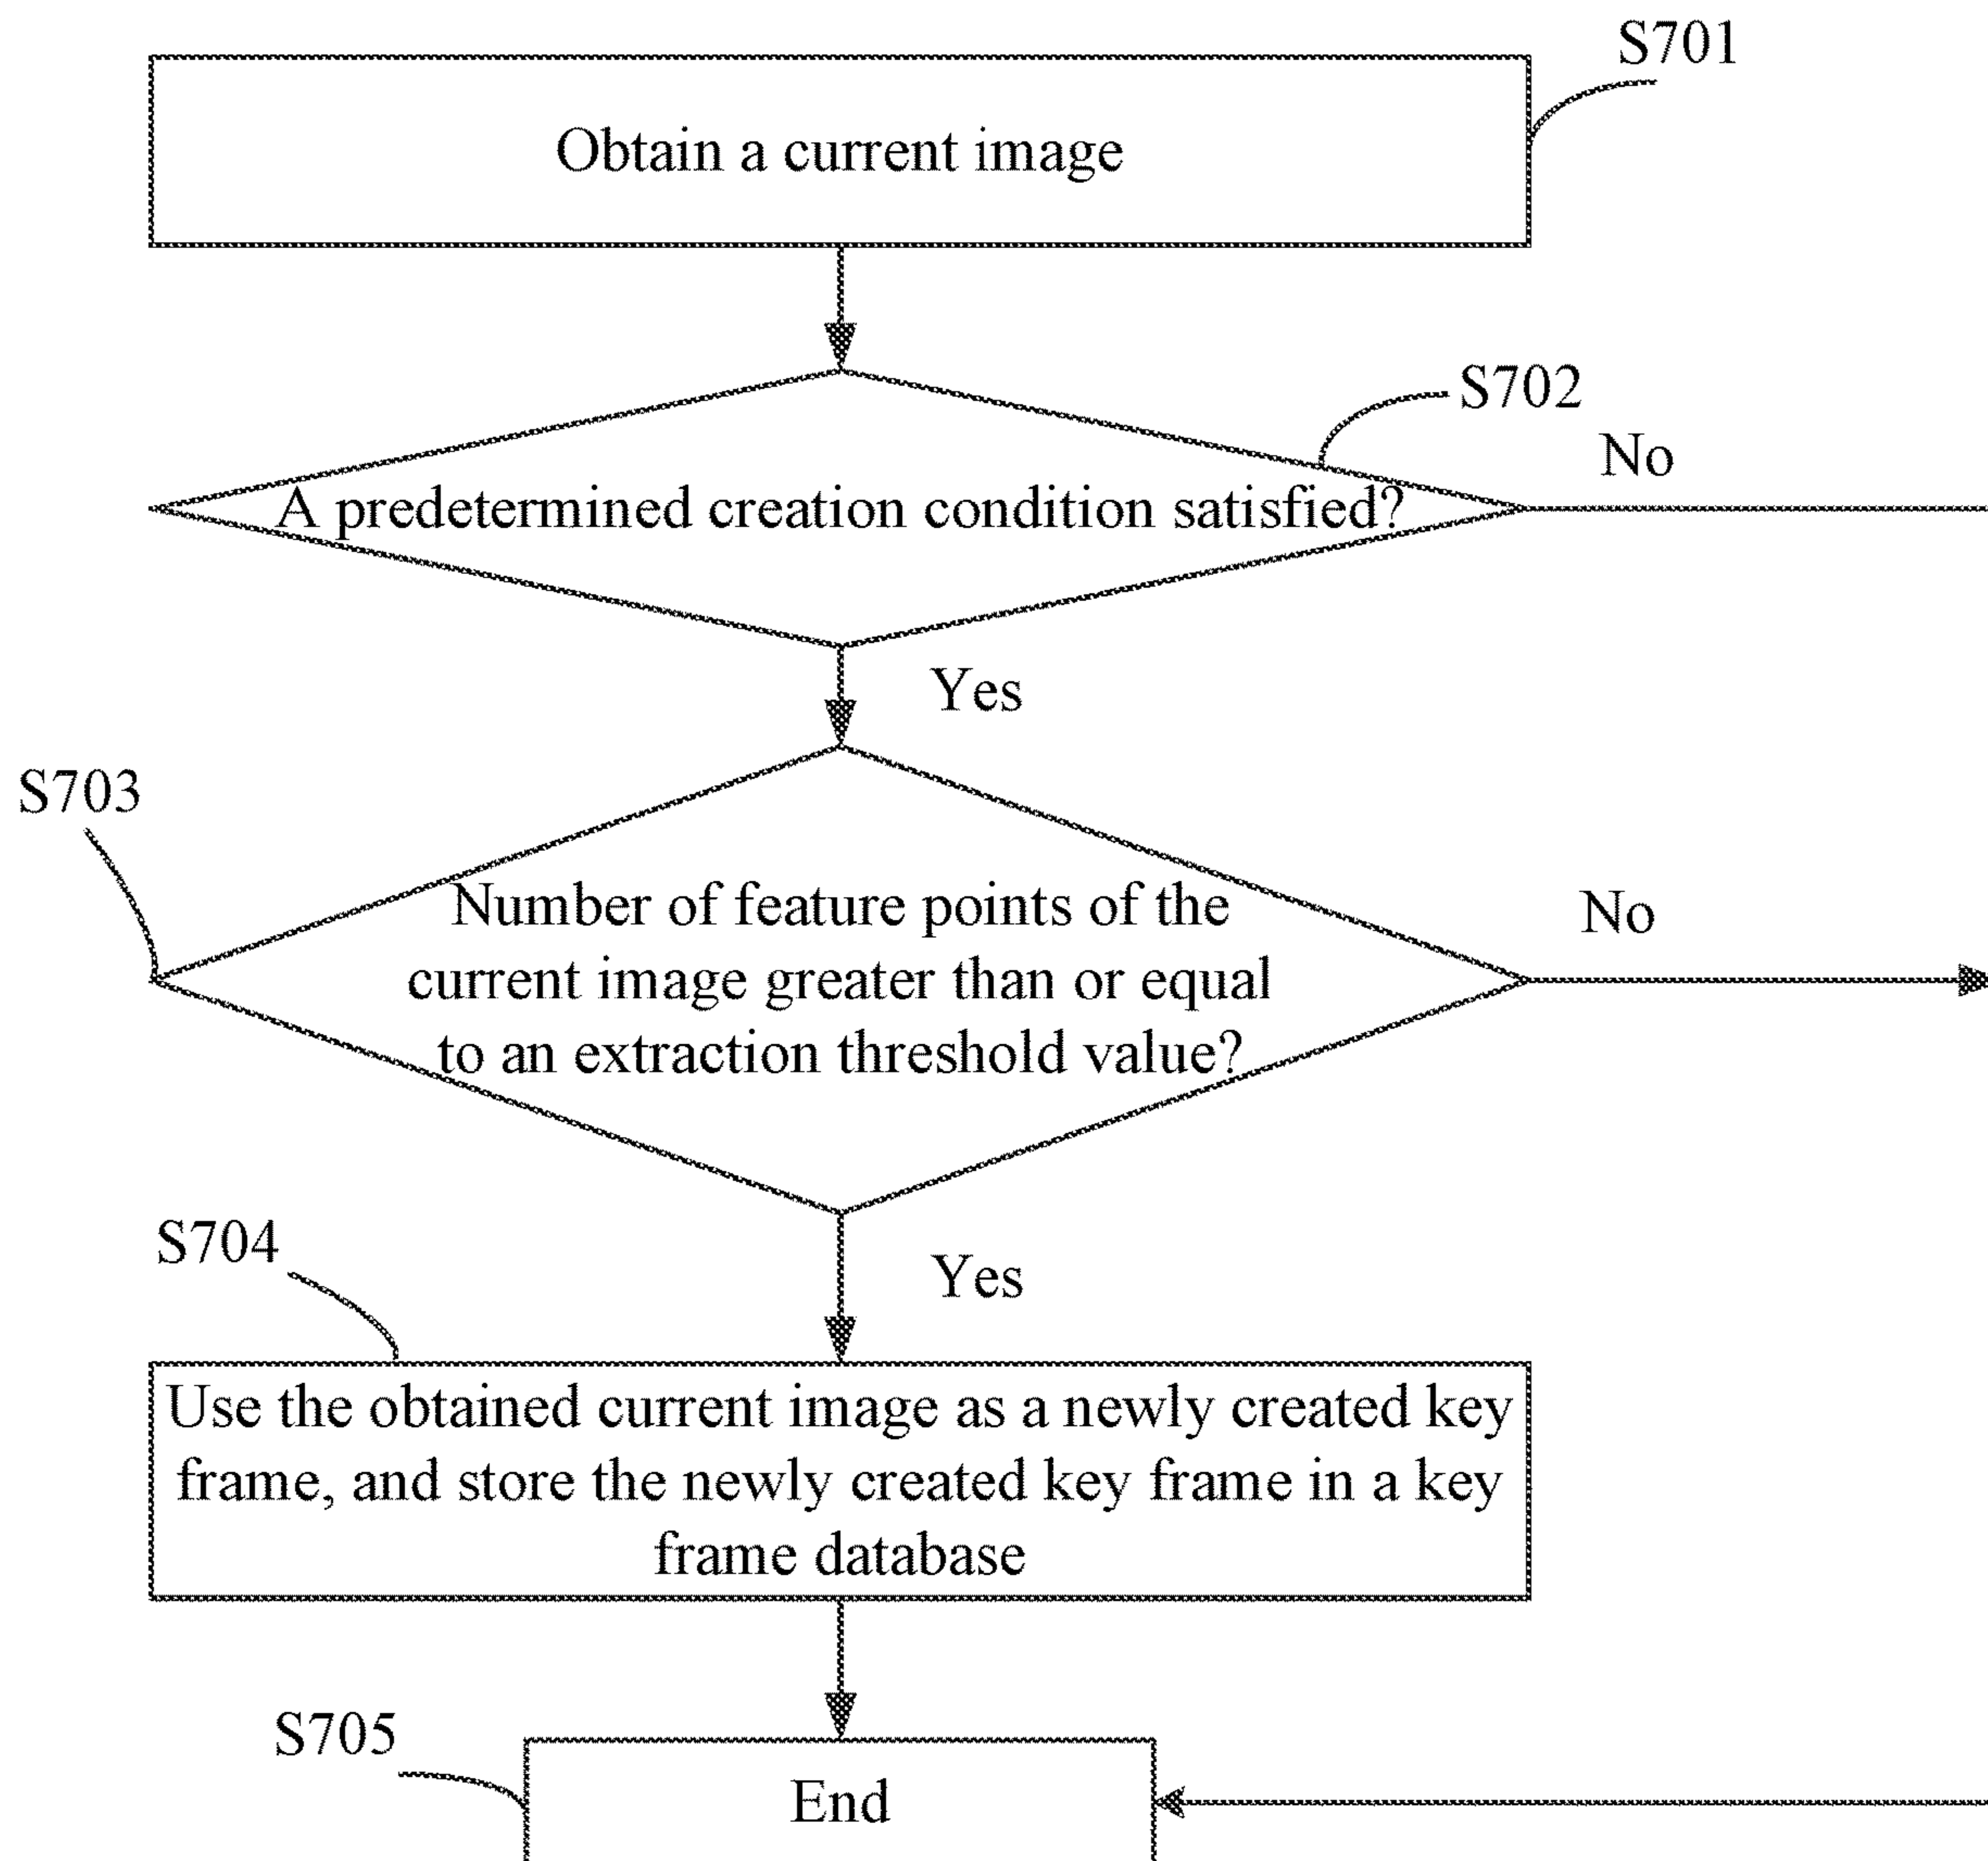 S701
Obtain a current image
S702
No
A predetermined creation condition satisfied?
Yes
S703
Number of feature points of the
current image greater than or equal
to an extraction threshold value?
No
S704
Yes
Use the obtained current image as a newly created key
frame, and store the newly created key frame in a key
frame database
S705
End